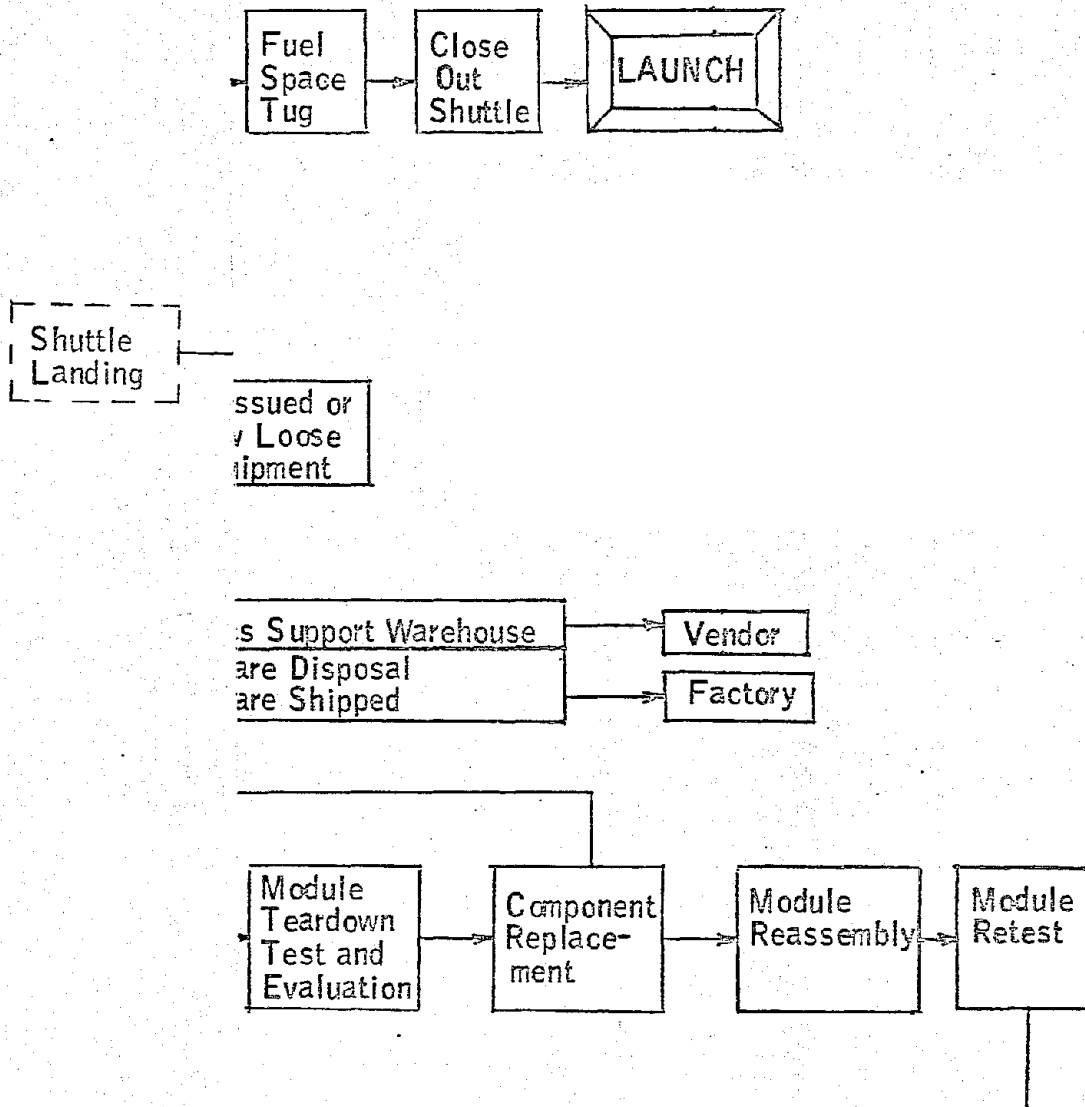 Fuel
Space
Tug
Close
Out
Shuttle
LAUNCH
Shuttle
Landing
ssued or
Loose
ipment
s Support Warehouse
are Disposal
are Shipped
Vendor
Factory
Module
Teardown
Test and
Evaluation
Component
Replace-
ment
Module
Reassembly
Module
Retest